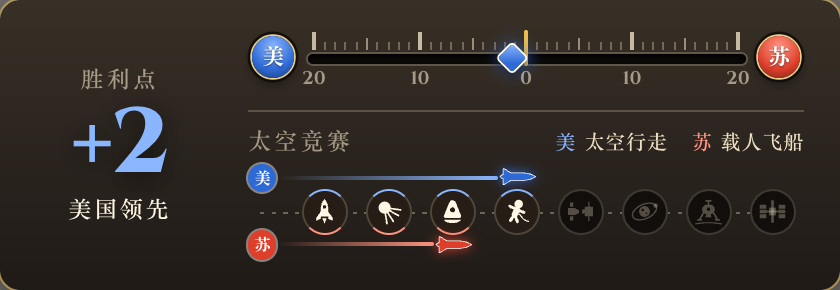 胜利点
+2
美国领先
美 苏
20 10 0 10 20
太空竞赛 美 太空行走 苏 载人飞船
美
苏